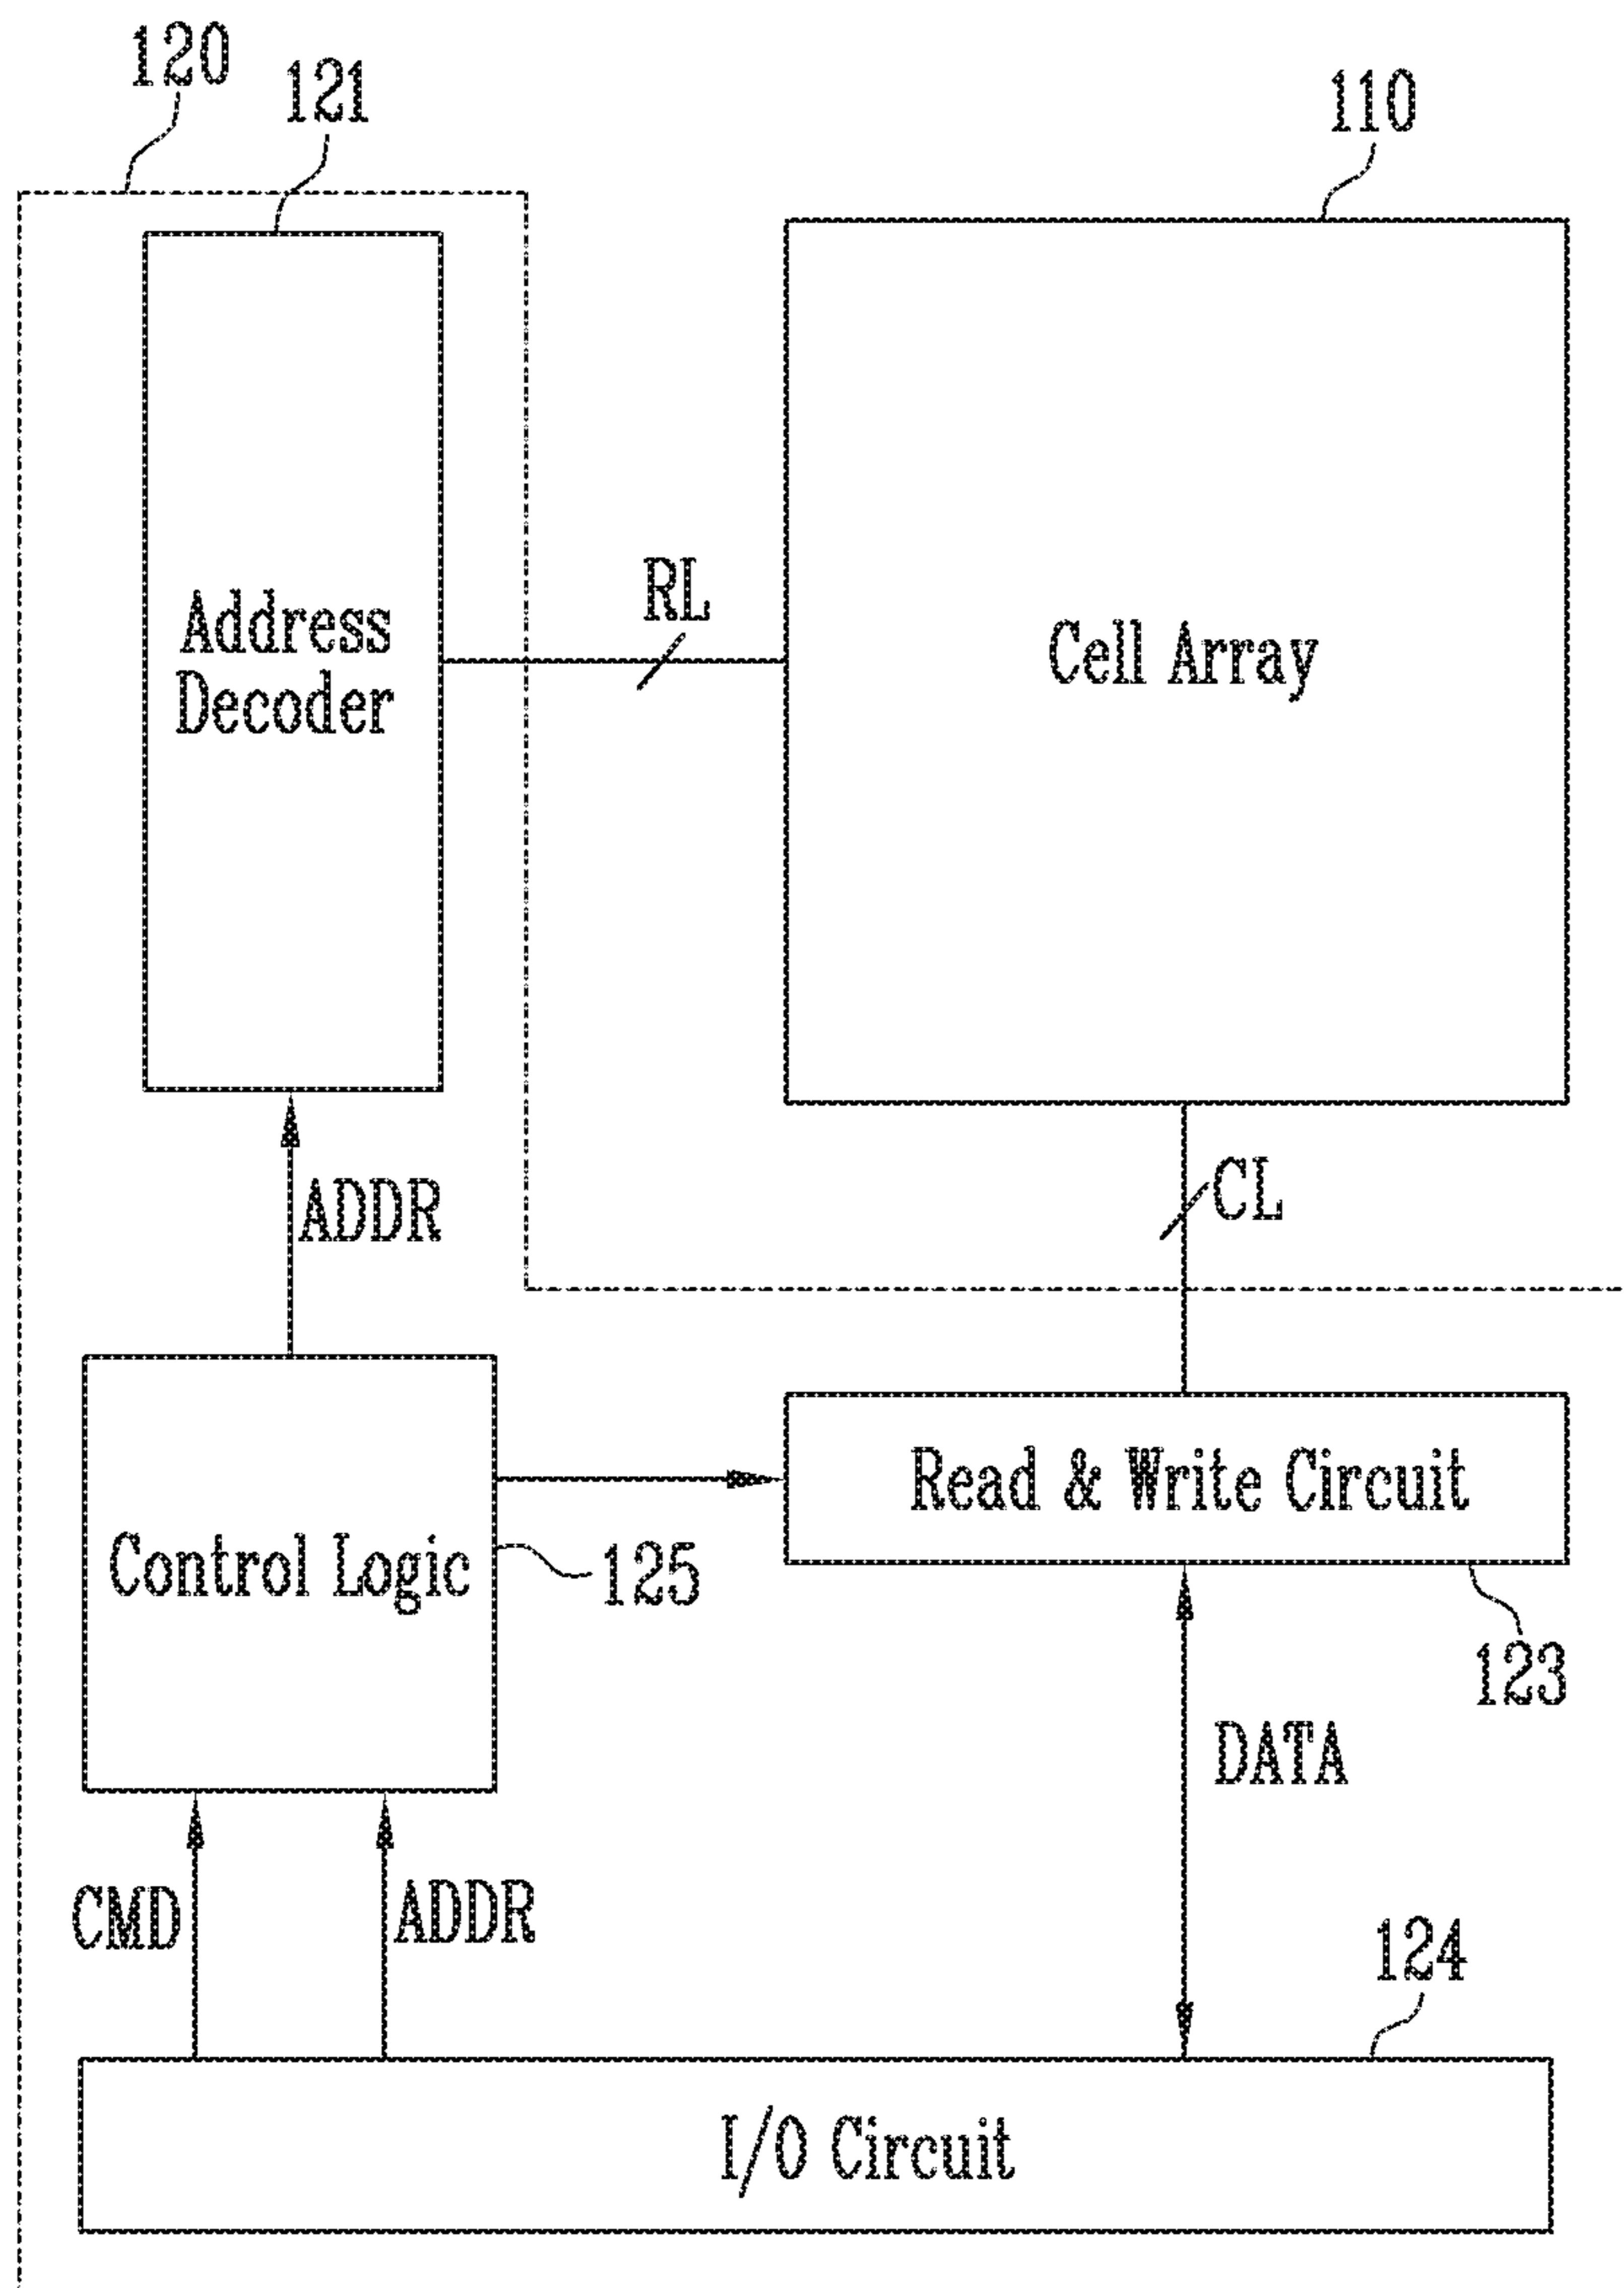 120
121
110
RL
Address
Decoder
Cell Array
ADDR
CL
Read & Write Circuit
Control Logic
125
123
DATA
CMD
ADDR
124
I/O Circuit